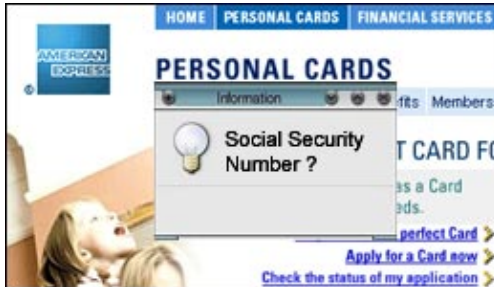 HOME PERSONAL CARDS FINANCIAL SERVICES
AMERICAN
EXPRESS
®
PERSONAL CARDS
Information
fits Members
Social Security
Number ?
T CARD FO
as a Card
eds.
perfect Card
Apply for a Card now
Check the status of my application